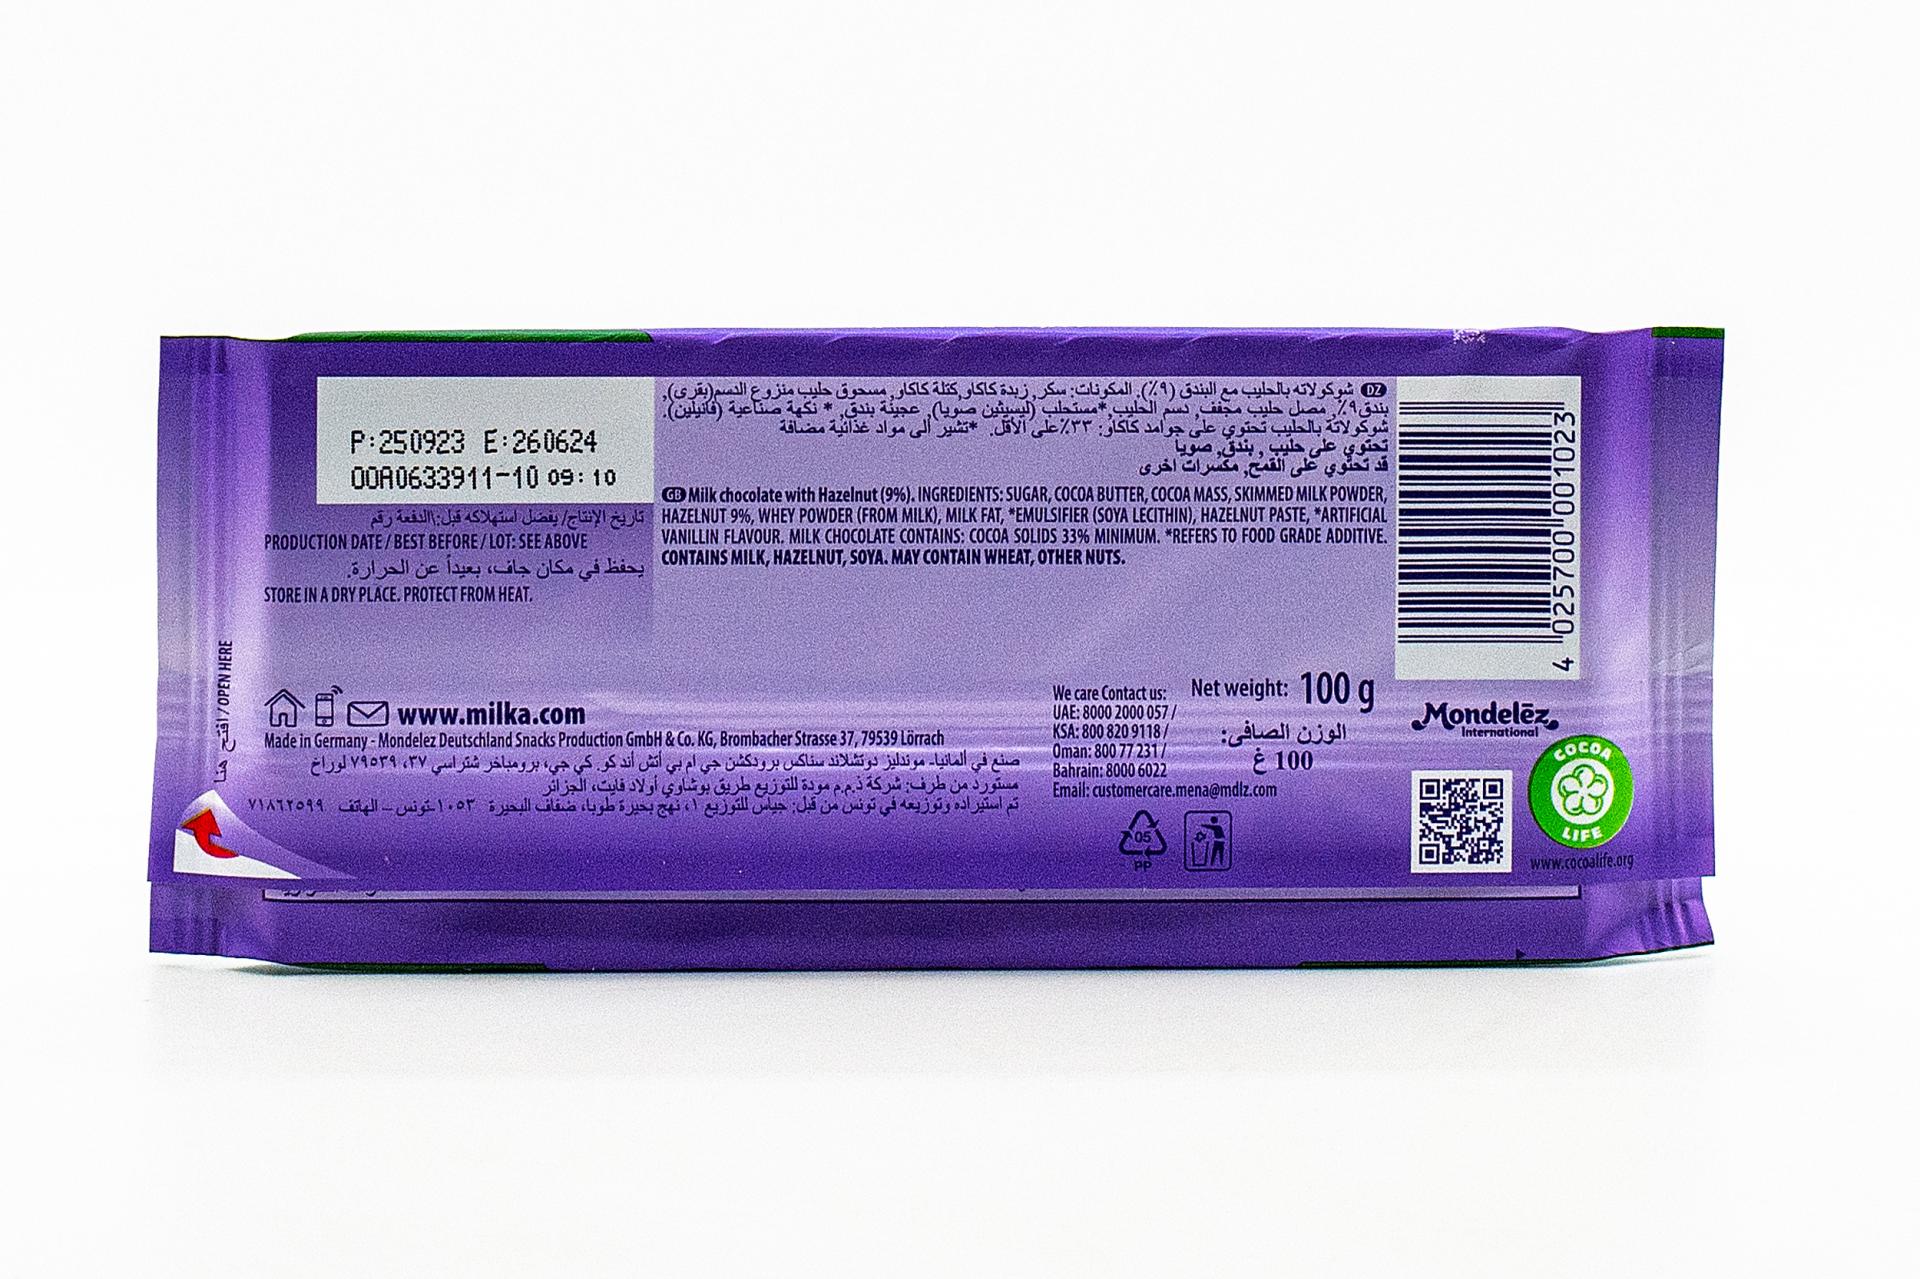 P:250923 E:260624
00A0633911-10 09:10
تاريخ الإنتاج/ يفضل استهلاكه قبل:\الدفعة رقم
PRODUCTION DATE / BEST BEFORE / LOT: SEE ABOVE
يحفظ في مكان جاف، بعيداً عن الحرارة.
STORE IN A DRY PLACE. PROTECT FROM HEAT.
DZ شوكولاته بالحليب مع البندق (٩٪). المكونات: سكر, زبدة كاكاو,كتلة كاكاو, مسحوق حليب منزوع الدسم(بقري),
بندق٩٪, مصل حليب مجفف, دسم الحليب,*مستحلب (ليسيثين صويا), عجينة بندق, * نكهة صناعية (فانيلين).
شوكولاتة بالحليب تحتوي على جوامد كاكاو: ٣٣٪على الأقل. *تشير ألى مواد غذائية مضافة
تحتوي على حليب , بندق, صويا
قد تحتوي على القمح, مكسرات اخرى
GB Milk chocolate with Hazelnut (9%). INGREDIENTS: SUGAR, COCOA BUTTER, COCOA MASS, SKIMMED MILK POWDER,
HAZELNUT 9%, WHEY POWDER (FROM MILK), MILK FAT, *EMULSIFIER (SOYA LECITHIN), HAZELNUT PASTE, *ARTIFICIAL
VANILLIN FLAVOUR. MILK CHOCOLATE CONTAINS: COCOA SOLIDS 33% MINIMUM. *REFERS TO FOOD GRADE ADDITIVE.
CONTAINS MILK, HAZELNUT, SOYA. MAY CONTAIN WHEAT, OTHER NUTS.
4 025700 001023
افتح هنا / OPEN HERE
www.milka.com
Made in Germany - Mondelez Deutschland Snacks Production GmbH & Co. KG, Brombacher Strasse 37, 79539 Lörrach
صنع في ألمانيا- موندليز دوتشلاند سناكس برودكشن جي ام بي أتش أند كو. كي جي، برومباخر شتراسي ٣٧، ٧٩٥٣٩ لوراخ
مستورد من طرف: شركة ذ.م.م مودة للتوزيع طريق بوشاوي أولاد فايت، الجزائر
تم استيراده وتوزيعه في تونس من قبل: جياس للتوزيع ١، نهج بحيرة طوبا، ضفاف البحيرة ١٠٥٣-تونس – الهاتف ٧١٨٦٢٥٩٩
We care Contact us:
UAE: 8000 2000 057 /
KSA: 800 820 9118 /
Oman: 800 77 231 /
Bahrain: 8000 6022
Email: customercare.mena@mdlz.com
Net weight: 100 g
الوزن الصافى:
100 غ
05
PP
Mondelēz
International
COCOA
LIFE
www.cocoalife.org